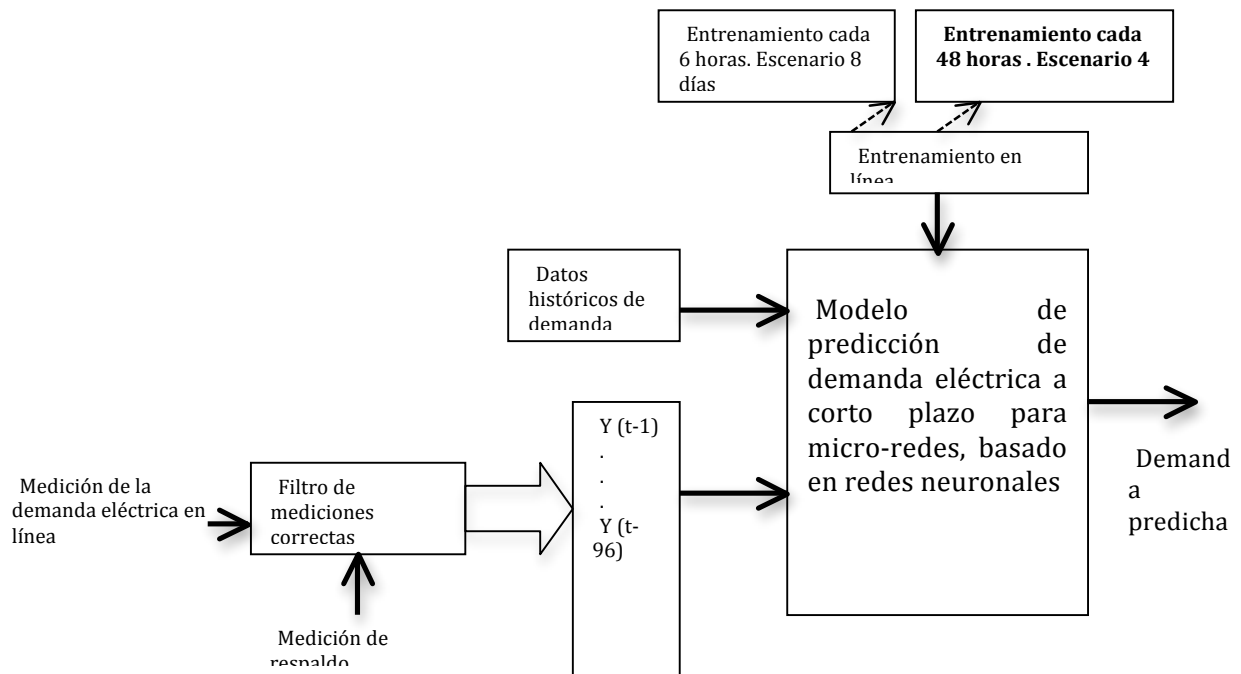 Entrenamiento cada
6 horas. Escenario 8
días
Entrenamiento cada
48 horas . Escenario 4
Entrenamiento en
línea
Datos
históricos de
demanda
Modelo de
predicción de
demanda eléctrica a
corto plazo para
micro-redes, basado
en redes neuronales
Y (t-1)
.
.
.
Y (t-
96)
Medición de la
demanda eléctrica en
línea
Filtro de
mediciones
correctas
Medición de
respaldo
Demand
a
predicha